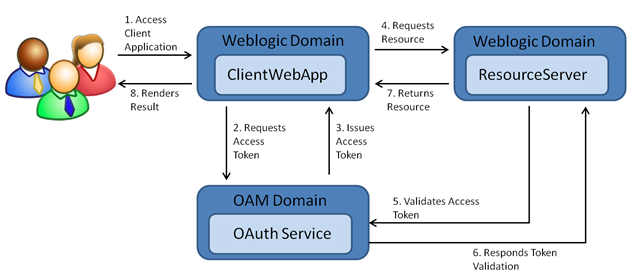 1. Access
Client
Application
8. Renders
Result
Weblogic Domain
ClientWebApp
4. Requests
Resource
7. Returns
Resource
Weblogic Domain
ResourceServer
2. Requests
Access
Token
3. Issues
Access
Token
OAM Domain
OAuth Service
5. Validates Access
Token
6. Responds Token
Validation